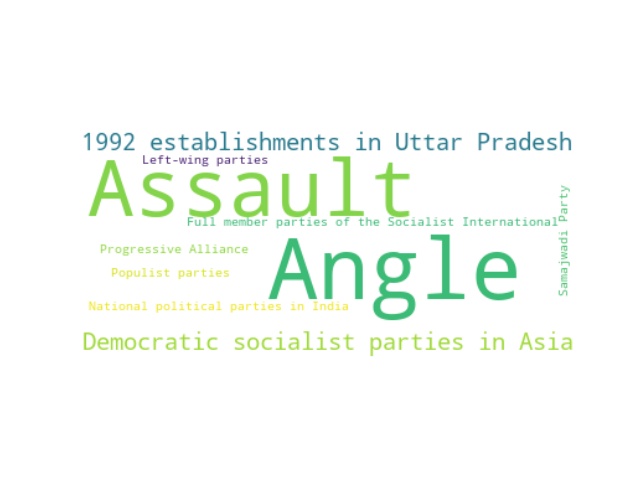 1992 establishments in Uttar Pradesh
Left-wing parties
Assault
Full member parties of the Socialist International
Samajwadi Party
Progressive Alliance
Angle
Populist parties
National political parties in India
Democratic socialist parties in Asia